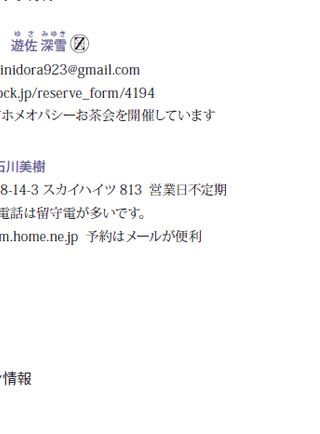 ゆさ みゆき
遊佐 深雪 Ⓩ
inidora923@gmail.com
ock.jp/reserve_form/4194
ホメオパシーお茶会を開催しています
石川美樹
8-14-3 スカイハイツ 813 営業日不定期
電話は留守電が多いです。
m.home.ne.jp 予約はメールが便利
情報